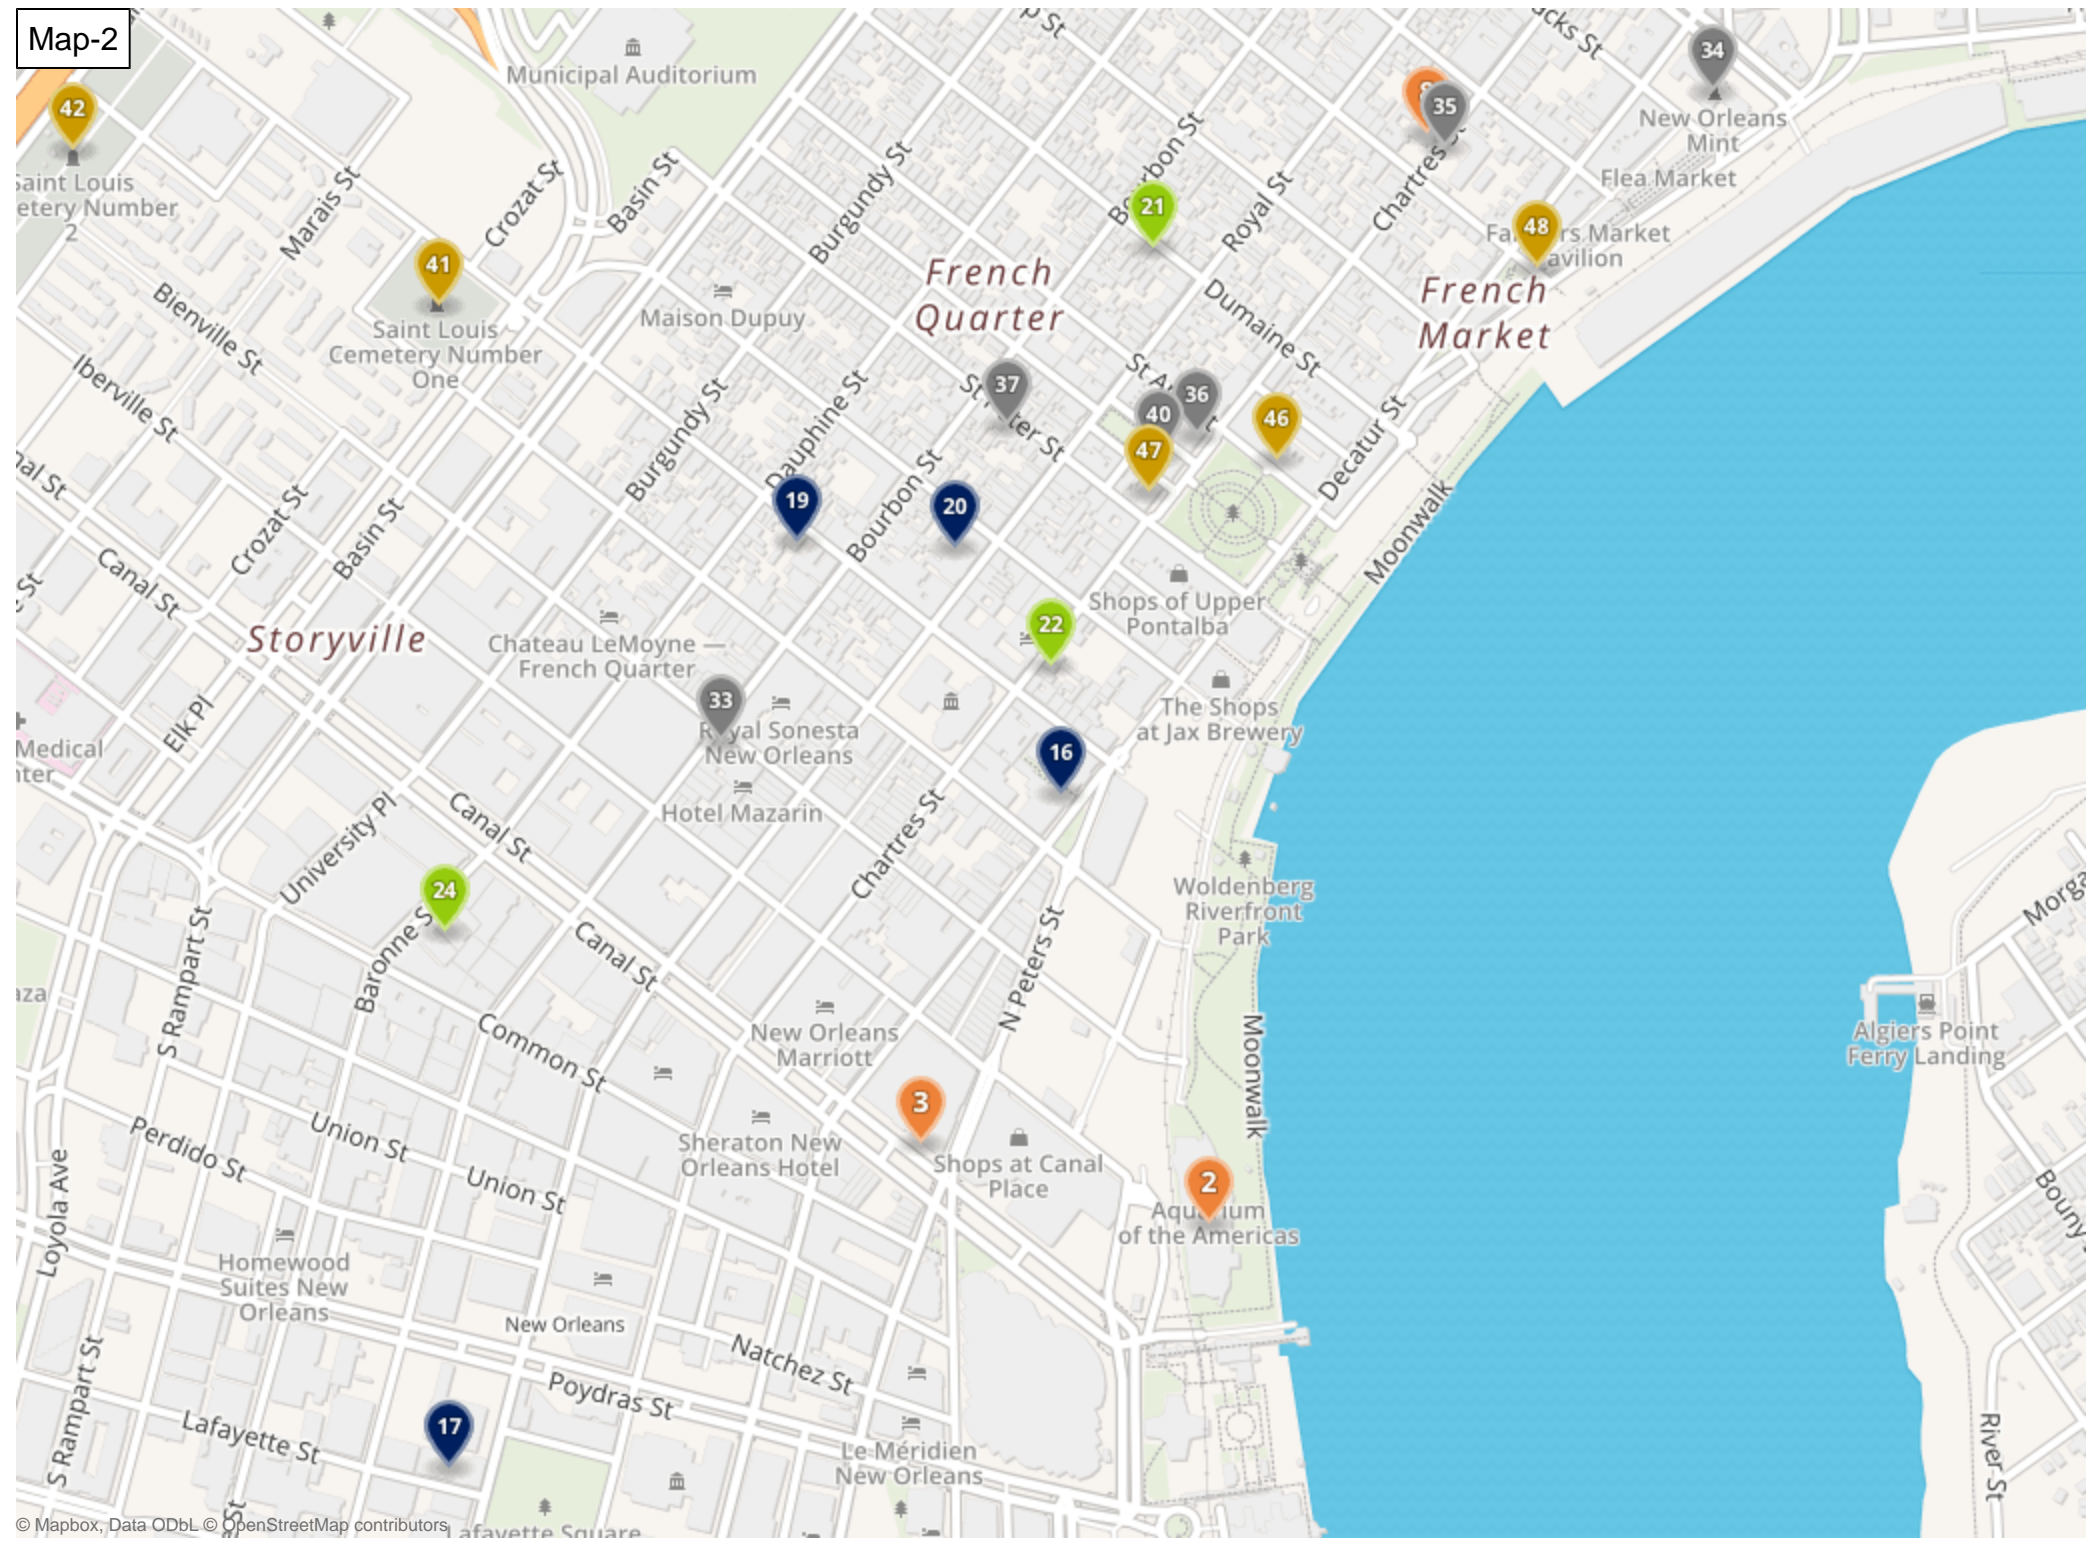 Map-2
Municipal Auditorium
34
New Orleans
Mint
Flea Market
35
Chartres St
42
Saint Louis
etery Number
2
Marais St
Crozat St
Basin St
Burgundy St
Bourbon St
21
Royal St
48
41
Saint Louis
Cemetery Number
One
Bienville St
Iberville St
Maison Dupuy
French
Quarter
French
Market
Dumaine St
37
36
40
46
47
Decatur St
Moonwalk
Burgundy St
Dauphine St
19
Bourbon St
20
Crozat St
Basin St
Canal St
Storyville
Chateau LeMoyne —
French Quarter
22
Shops of Upper
Pontalba
The Shops
at Jax Brewery
33
Royal Sonesta
New Orleans
Hotel Mazarin
16
Elk Pl
Medical
University Pl
Canal St
Chartres St
24
Baronne S
Canal St
N Peters St
Woldenberg
Riverfront
Park
S Rampart St
Common St
New Orleans
Marriott
Moonwalk
Algiers Point
Ferry Landing
3
Sheraton New
Orleans Hotel
Shops at Canal
Place
2
Aquarium
of the Americas
Perdido St
Union St
Union St
Loyola Ave
Homewood
Suites New
Orleans
New Orleans
Natchez St
Poydras St
Bouny
River St
S Rampart St
Lafayette St
17
Le Méridien
New Orleans
© Mapbox, Data ODbL © OpenStreetMap contributors
Lafayette Square